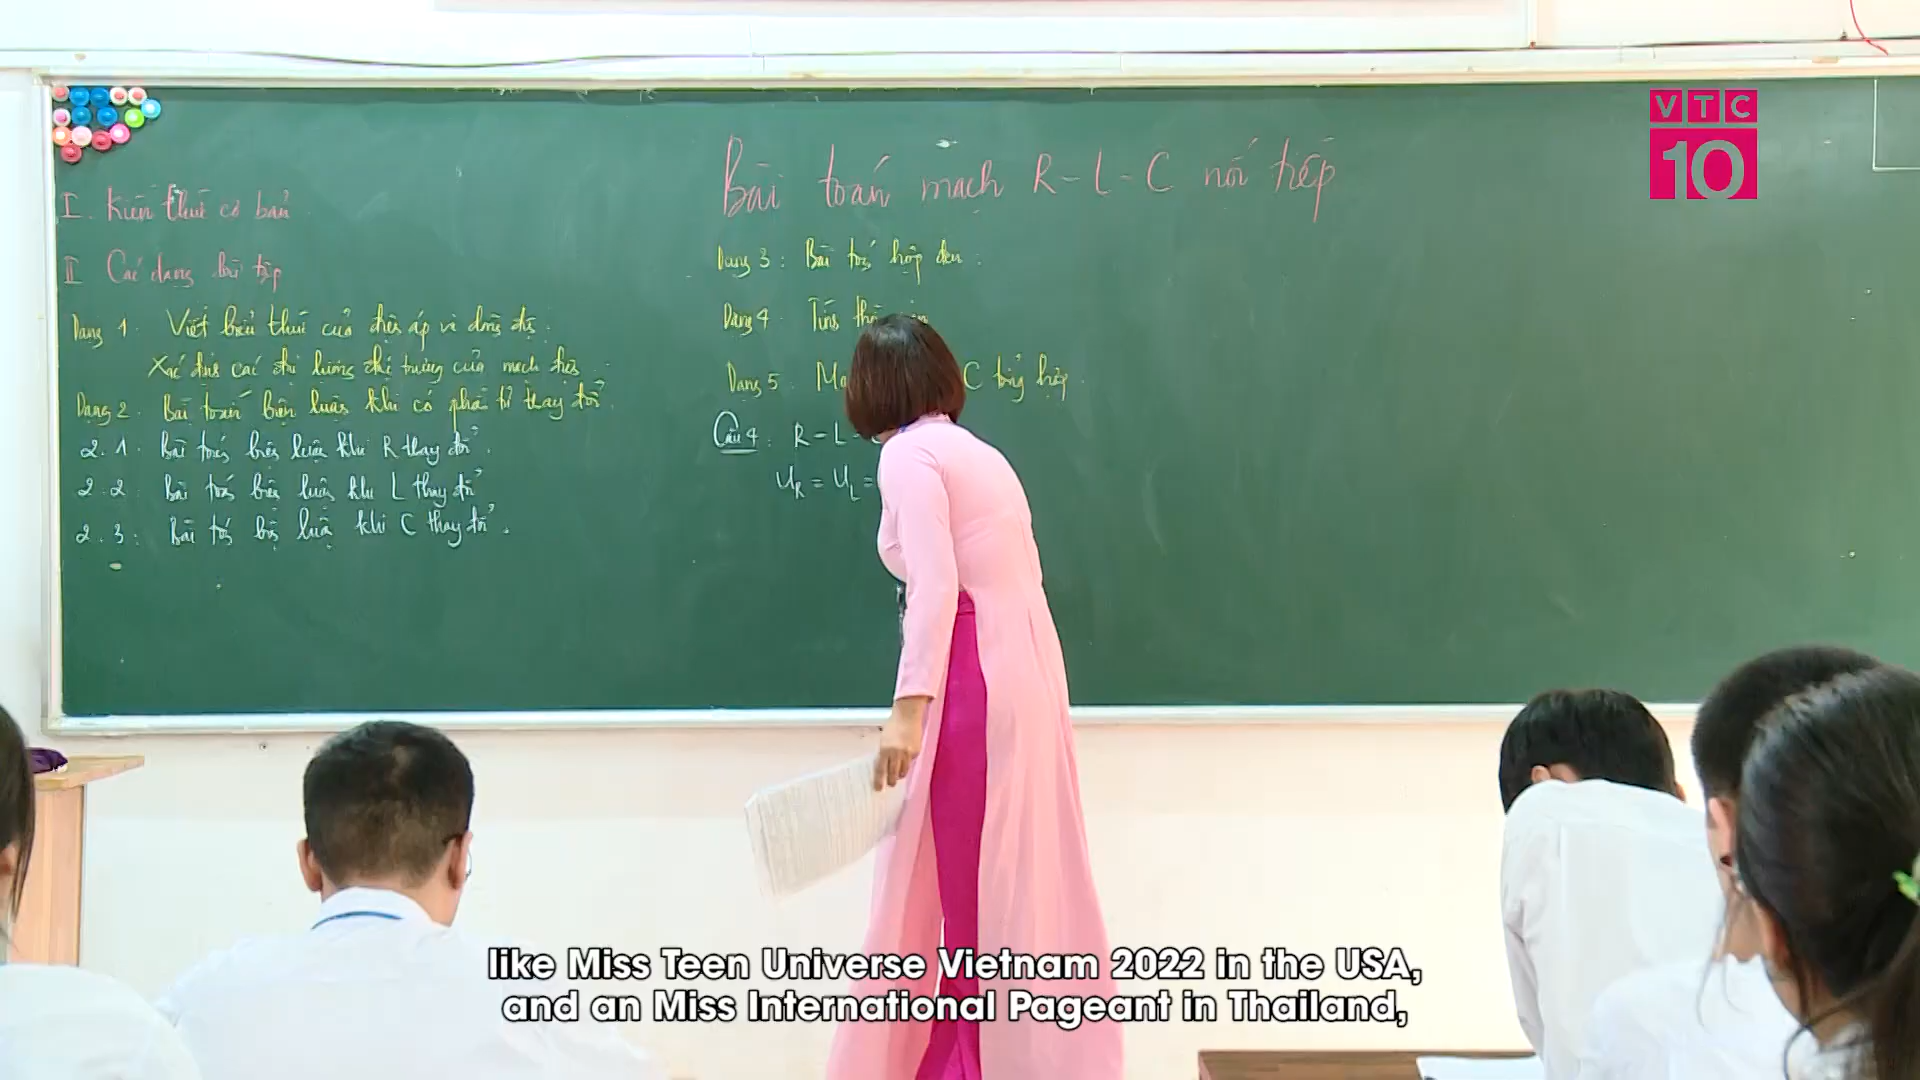 VTC
10
Bài toán mạch R-L-C nối tiếp
I. Kiến thức cơ bản
II Các dạng bài tập
Dạng 1. Viết biểu thức của điện áp và dòng điện.
Xác định các đại lượng đặc trưng của mạch điện.
Dạng 2. Bài toán biện luận khi có phần tử thay đổi.
2.1. Bài toán biện luận khi R thay đổi.
2.2 Bài toán biện luận khi L thay đổi
2.3: Bài toán biện luận khi C thay đổi.
Dạng 3: Bài toán hộp đen:
Dạng 4. Tính
Dạng 5. C tổng hợp.
Câu 4: R-L-
U_R = U_L =
like Miss Teen Universe Vietnam 2022 in the USA,
and an Miss International Pageant in Thailand,